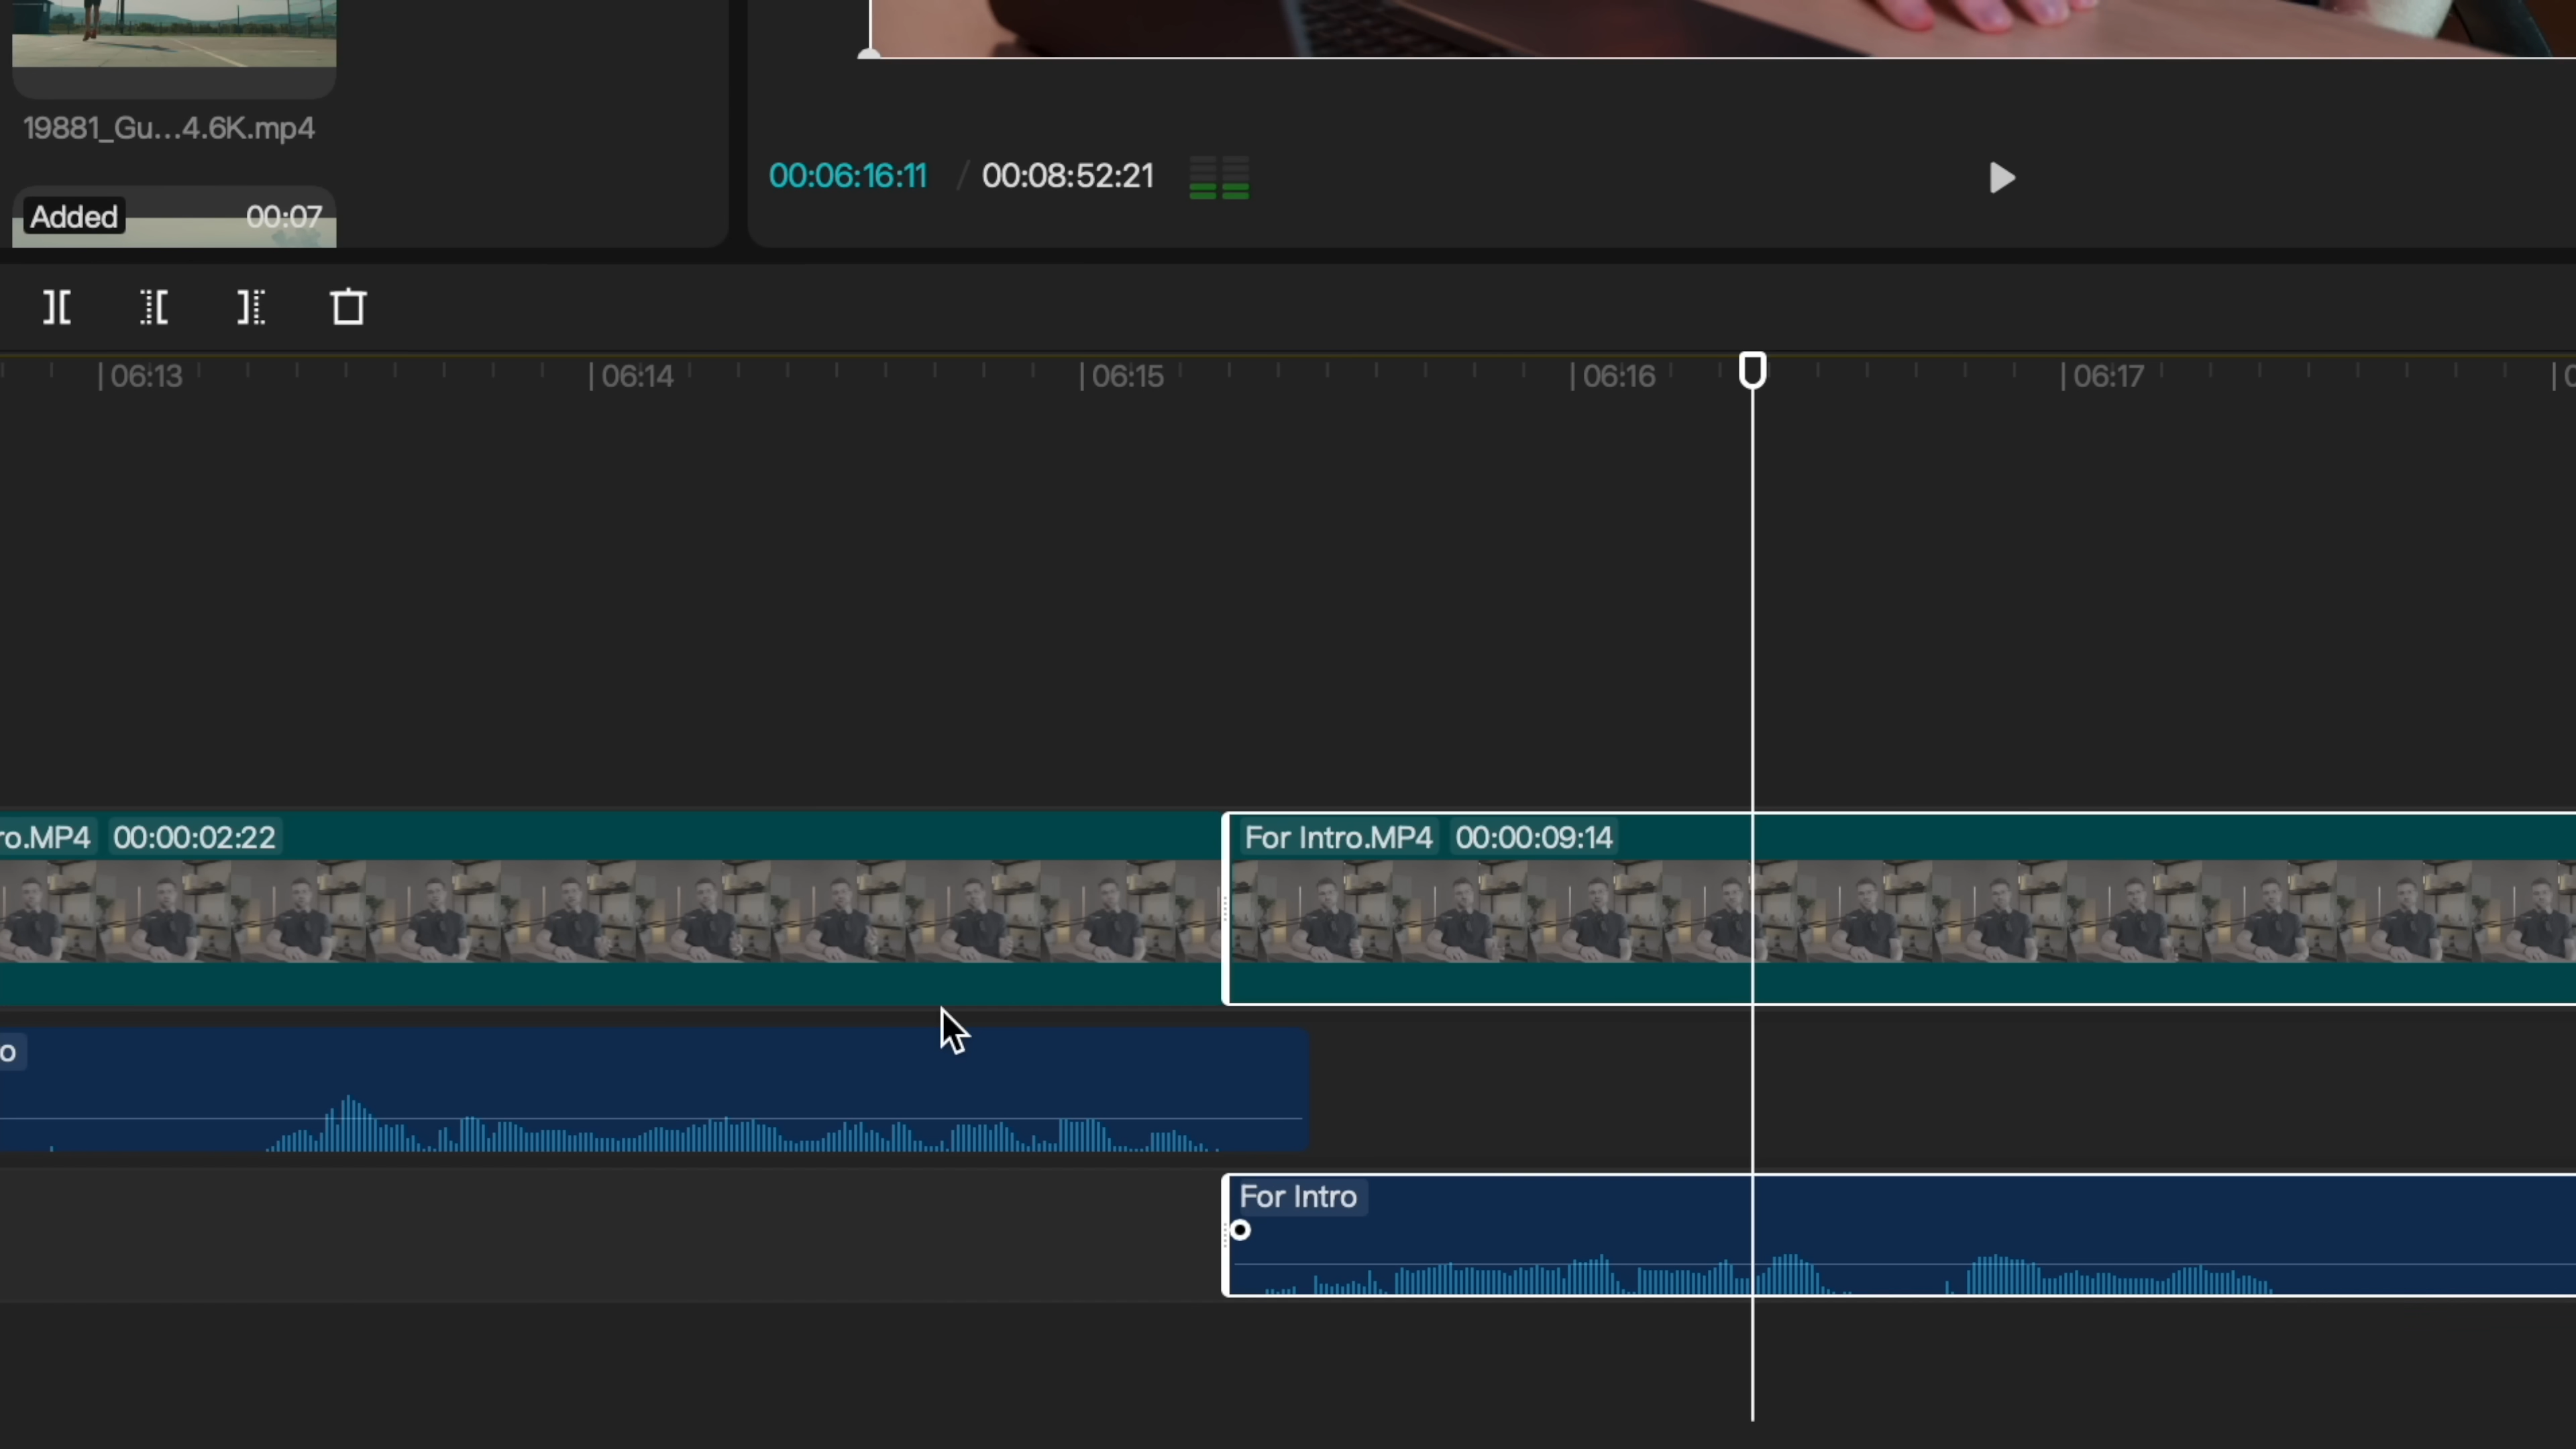 19881_Gu...4.6K.mp4
Added 00:07
00:06:16:11 / 00:08:52:21
06:13 06:14 06:15 06:16 06:17
ro.MP4 00:00:02:22
For Intro.MP4 00:00:09:14
o
For Intro